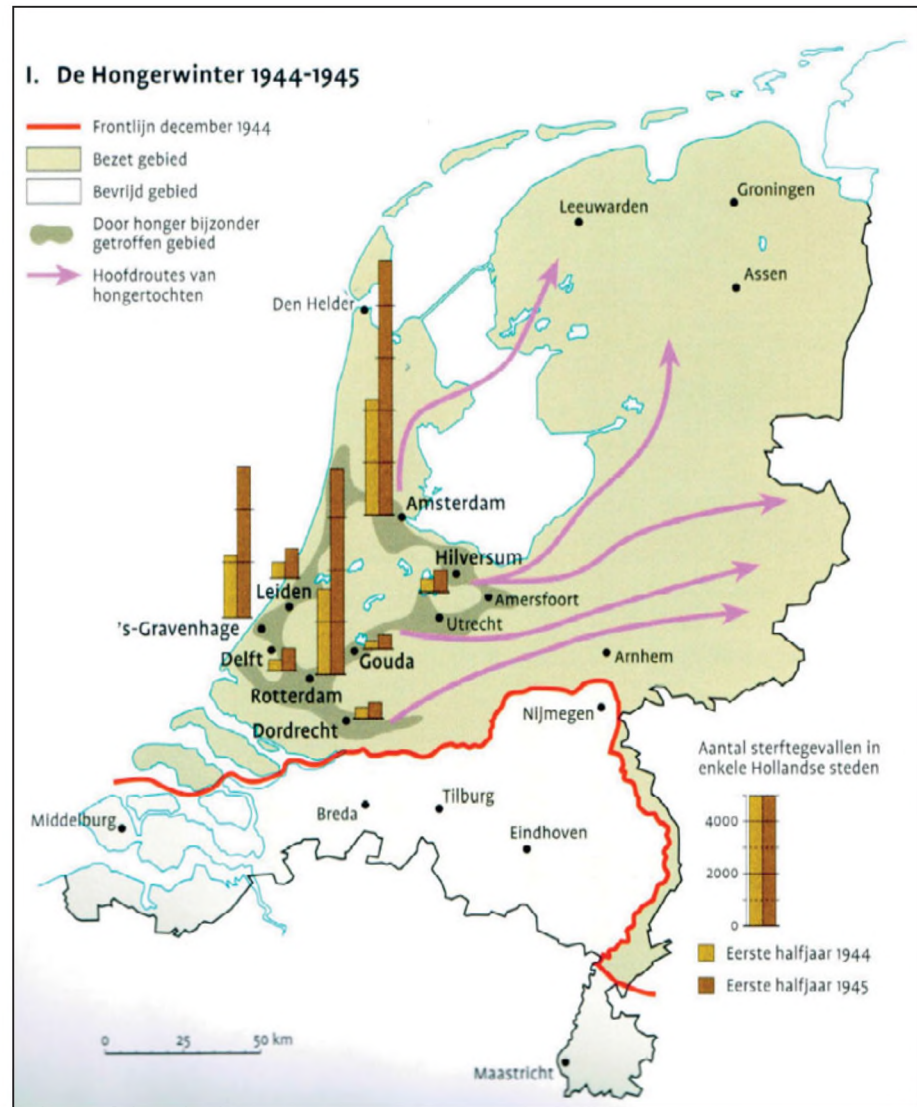 I. De Hongerwinter 1944-1945
Frontlijn december 1944
Bezet gebied
Bevrijd gebied
Door honger bijzonder
getroffen gebied
Hoofdroutes van
hongertochten
Groningen
Leeuwarden
Assen
Den Helder
Amsterdam
Hilversum
Leiden
Amersfoort
Utrecht
's-Gravenhage
Delft
Gouda
Arnhem
Rotterdam
Nijmegen
Dordrecht
Aantal sterftegevallen in
enkele Hollandse steden
4000
2000
0
Eerste halfjaar 1944
Eerste halfjaar 1945
Middelburg
Breda
Tilburg
Eindhoven
0 25 50 km
Maastricht